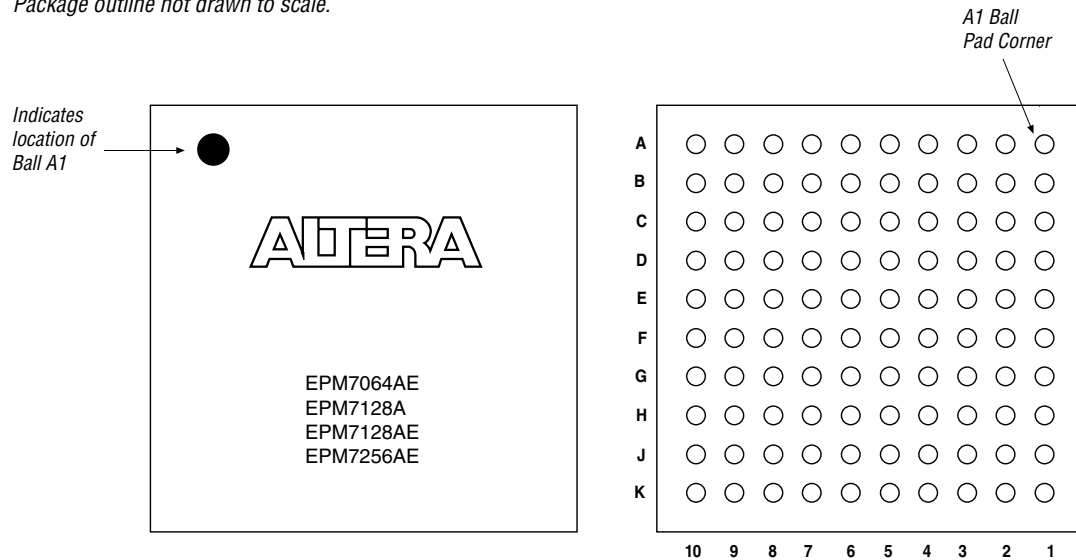 Package outline not drawn to scale.
A1 Ball
Pad Corner
Indicates
location of
Ball A1
ALTERA
EPM7064AE
EPM7128A
EPM7128AE
EPM7256AE
A
B
C
D
E
F
G
H
J
K
10 9 8 7 6 5 4 3 2 1